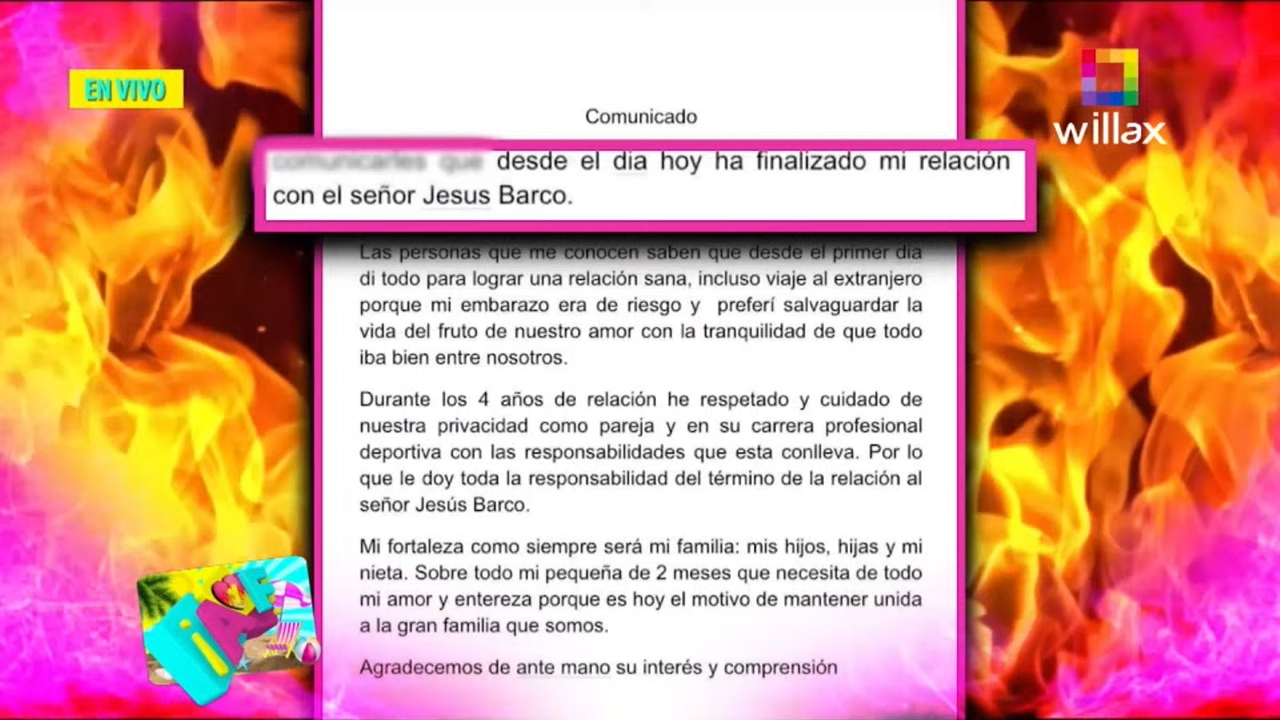 EN VIVO
willax
Comunicado
desde el dia hoy ha finalizado mi relación
con el señor Jesus Barco.
Las personas que me conocen saben que desde el primer día
di todo para lograr una relación sana, incluso viaje al extranjero
porque mi embarazo era de riesgo y preferí salvaguardar la
vida del fruto de nuestro amor con la tranquilidad de que todo
iba bien entre nosotros.
Durante los 4 años de relación he respetado y cuidado de
nuestra privacidad como pareja y en su carrera profesional
deportiva con las responsabilidades que esta conlleva. Por lo
que le doy toda la responsabilidad del término de la relación al
señor Jesús Barco.
Mi fortaleza como siempre será mi familia: mis hijos, hijas y mi
nieta. Sobre todo mi pequeña de 2 meses que necesita de todo
mi amor y entereza porque es hoy el motivo de mantener unida
a la gran familia que somos.
Agradecemos de ante mano su interés y comprensión